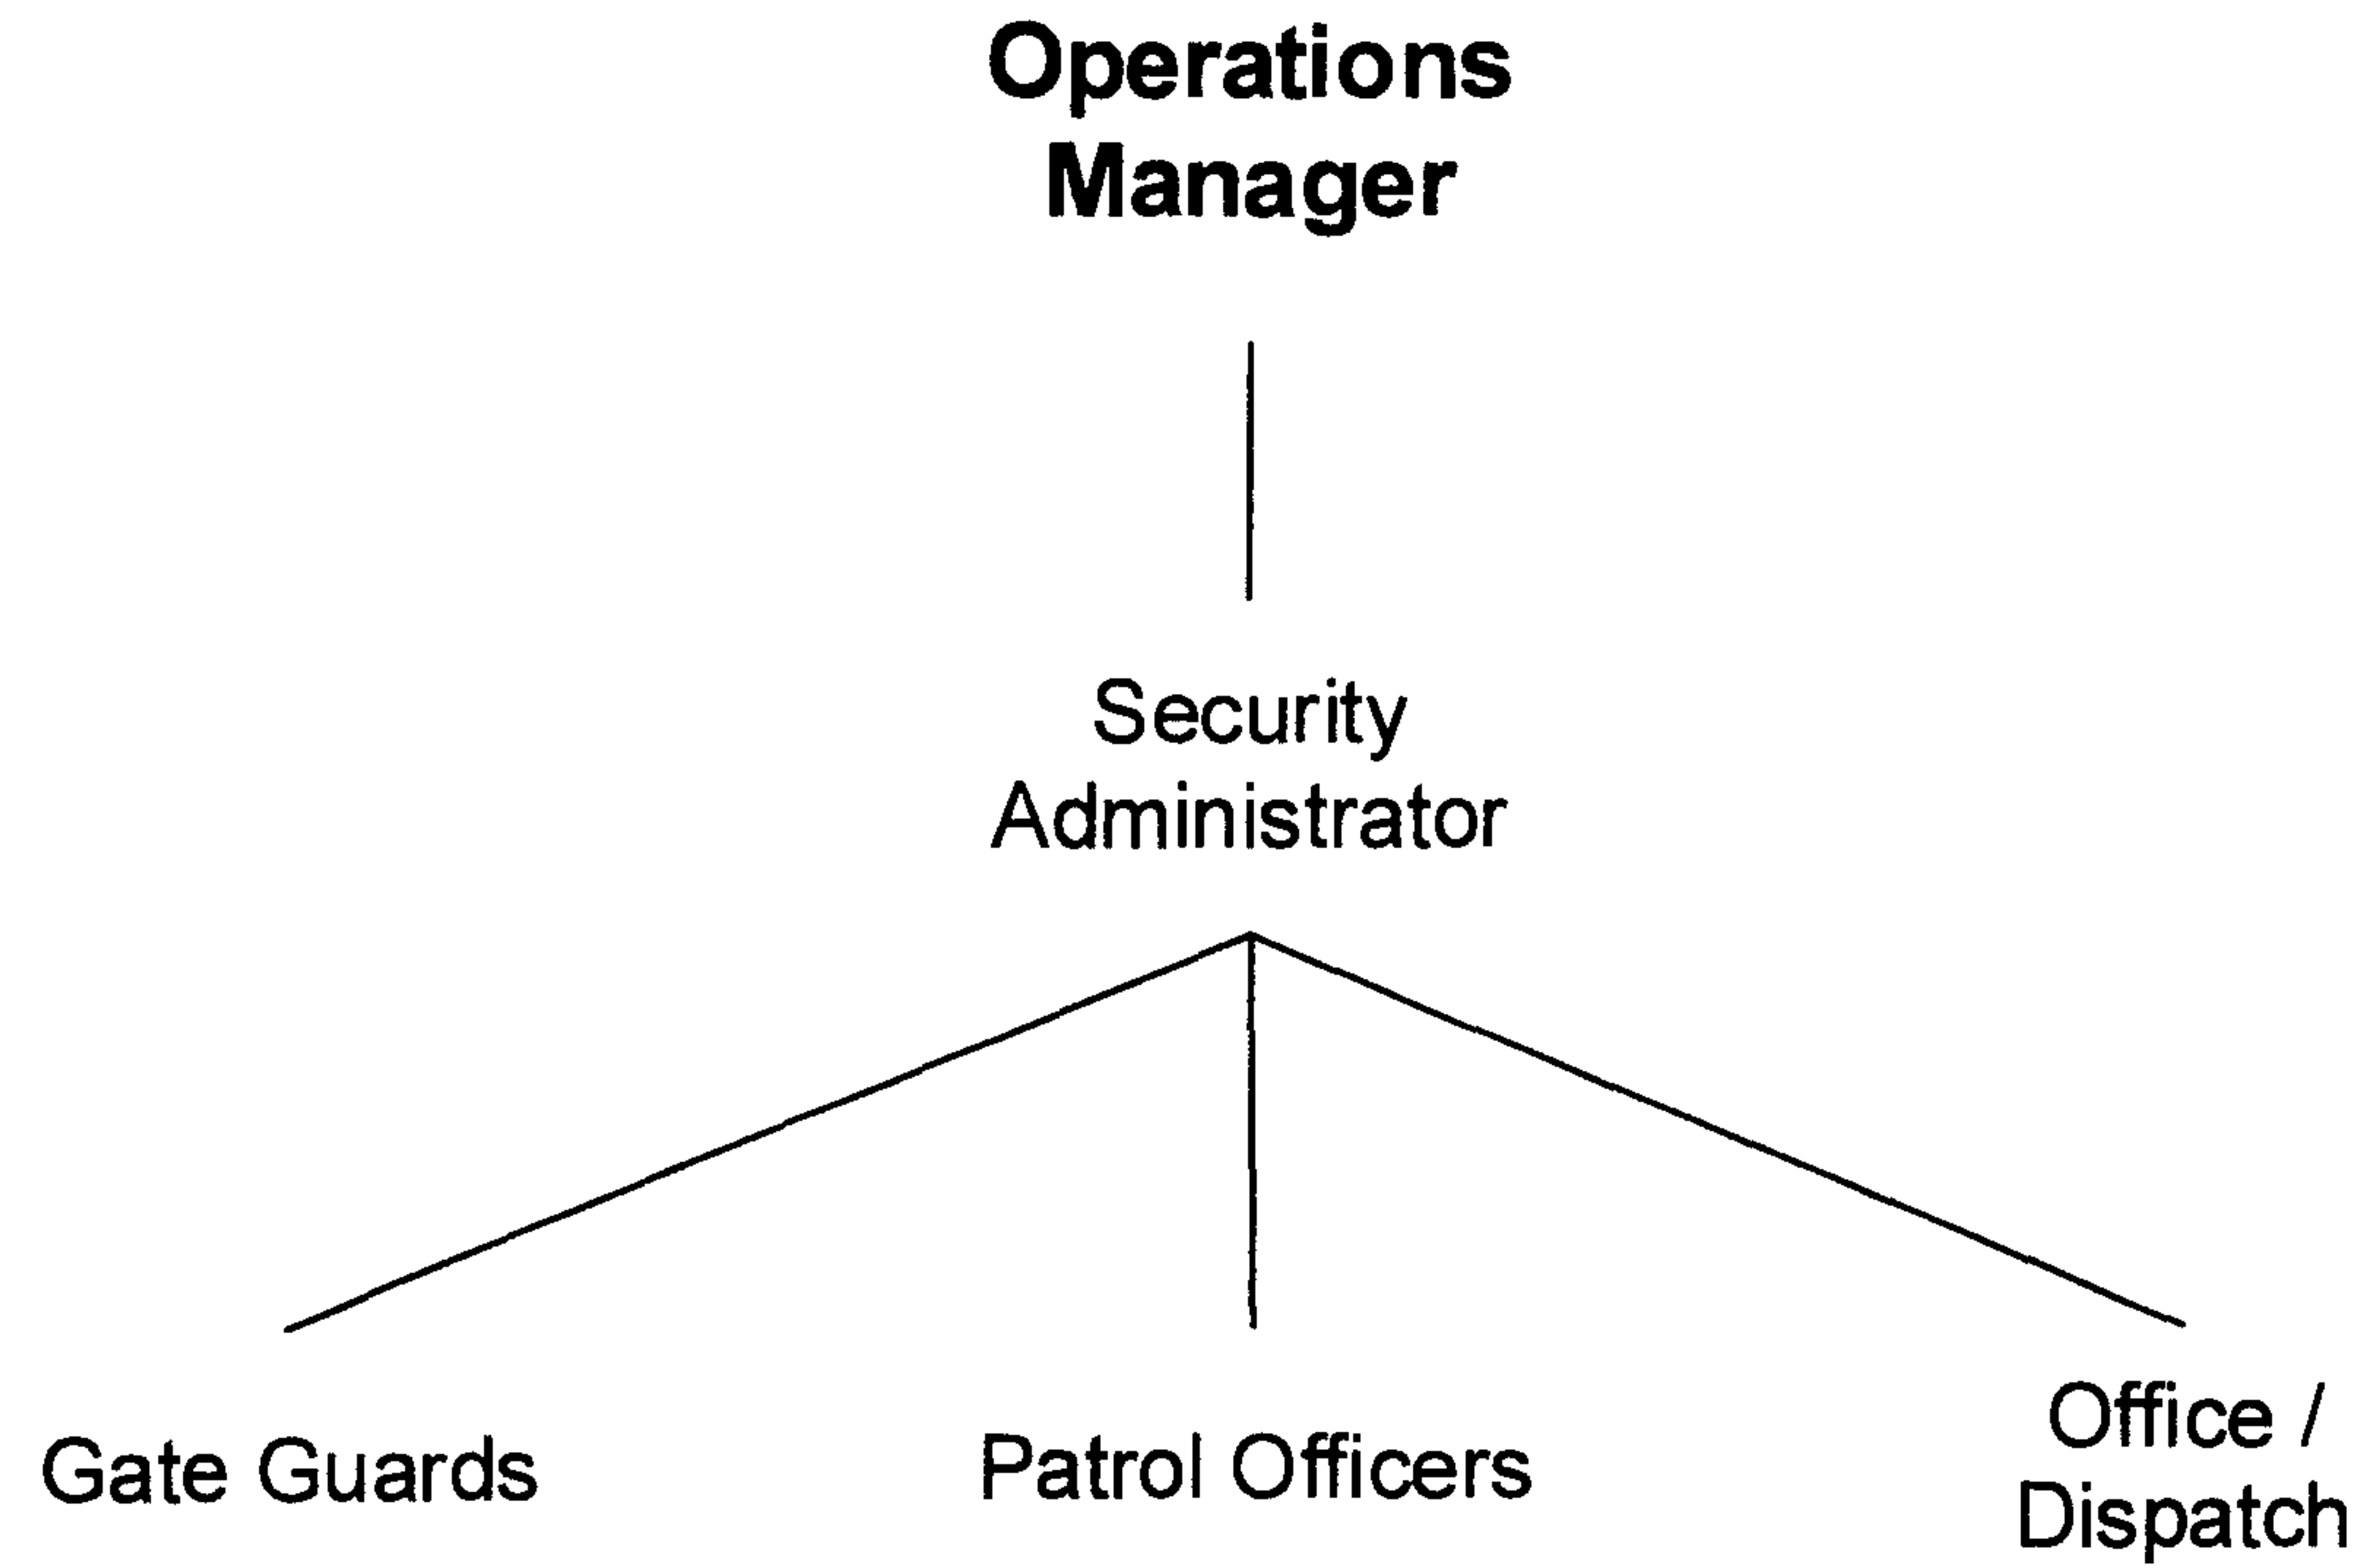 Operations
Manager
Security
Administrator
Gate Guards
Patrol Officers
Office /
Dispatch